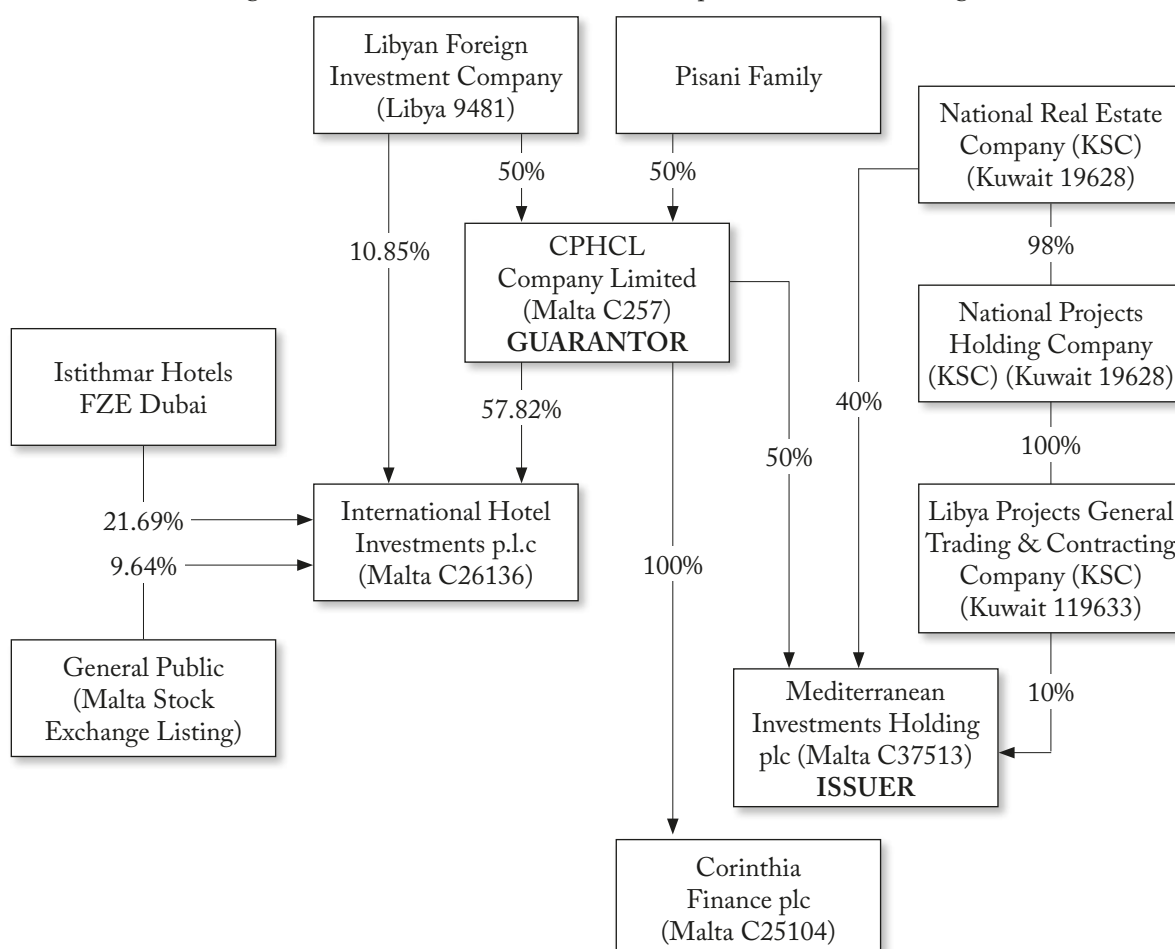 Libyan Foreign
Investment Company
(Libya 9481)
Pisani Family
National Real Estate
Company (KSC)
(Kuwait 19628)
50%
50%
10.85%
CPHCL
Company Limited
(Malta C257)
GUARANTOR
98%
National Projects
Holding Company
(KSC) (Kuwait 19628)
Istithmar Hotels
FZE Dubai
57.82%
40%
50%
100%
21.69%
9.64%
International Hotel
Investments p.l.c
(Malta C26136)
100%
Libya Projects General
Trading & Contracting
Company (KSC)
(Kuwait 119633)
General Public
(Malta Stock
Exchange Listing)
Mediterranean
Investments Holding
plc (Malta C37513)
ISSUER
10%
Corinthia
Finance plc
(Malta C25104)